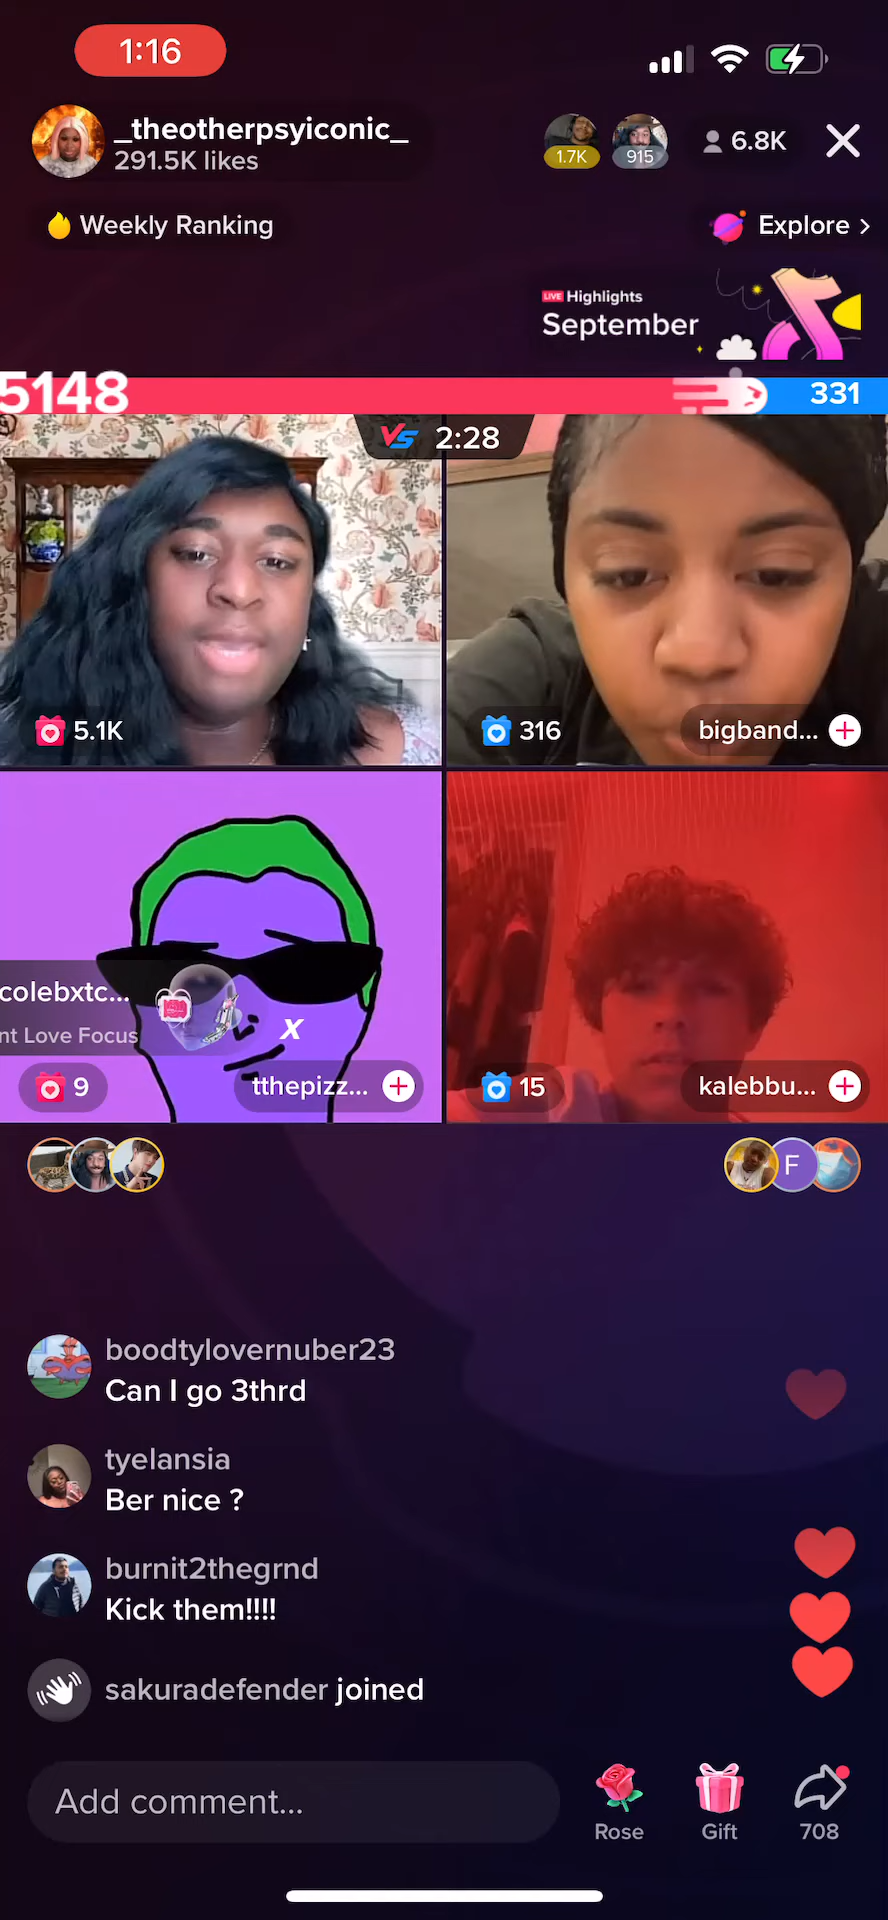 1:16
_theotherpsyiconic_
291.5K likes
1.7K
915
6.8K
Weekly Ranking
Explore >
LIVE Highlights
September
5148
331
VS 2:28
5.1K
316
bigband...
colebxtc...
nt Love Focus
x
9
tthepizz...
15
kalebbu...
F
boodtylovernuber23
Can I go 3thrd
tyelansia
Ber nice ?
burnit2thegrnd
Kick them!!!!
sakuradefender joined
Add comment...
Rose
Gift
708